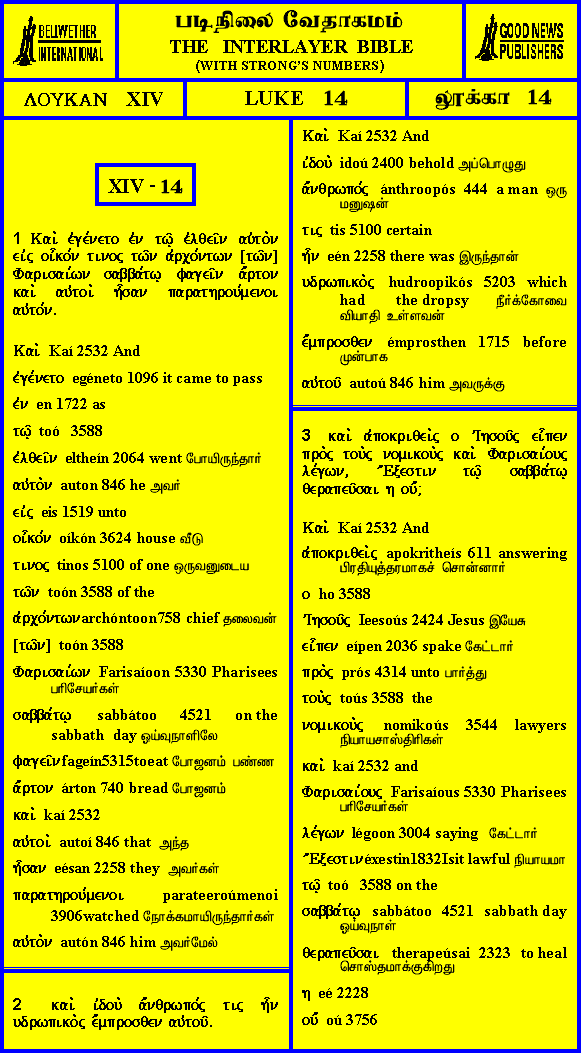 BELLWETHER
INTERNATIONAL
படிநிலை வேதாகமம்
THE INTERLAYER BIBLE
(WITH STRONG'S NUMBERS)
GOOD NEWS
PUBLISHERS
ΛΟΥΚΑΝ XIV
LUKE 14
லூக்கா 14
XIV - 14
1 Καὶ ἐγένετο ἐν τῷ ἐλθεῖν αὐτὸν
εἰς οἶκόν τινος τῶν ἀρχόντων [τῶν]
Φαρισαίων σαββάτῳ φαγεῖν ἄρτον
καὶ αὐτοὶ ἦσαν παρατηρούμενοι
αὐτόν.
Καὶ Kaí 2532 And
ἐγένετο egéneto 1096 it came to pass
ἐν en 1722 as
τῷ toó 3588
ἐλθεῖν eltheín 2064 went போயிருந்தார்
αὐτὸν auton 846 he அவர்
εἰς eis 1519 unto
οἶκόν oíkón 3624 house வீடு
τινος tinos 5100 of one ஒருவனுடைய
τῶν toón 3588 of the
ἀρχόντων archóntoon758 chief தலைவன்
[τῶν] toón 3588
Φαρισαίων Farisaíoon 5330 Pharisees
பரிசேயர்கள்
σαββάτῳ sabbátoo 4521 on the
sabbath day ஓய்வுநாளிலே
φαγεῖν fageín5315toeat போஜனம் பண்ண
ἄρτον árton 740 bread போஜனம்
καὶ kaí 2532
αὐτοὶ autoí 846 that அந்த
ἦσαν eésan 2258 they அவர்கள்
παρατηρούμενοι parateeroúmenoi
3906watched நோக்கமாயிருந்தார்கள்
αὐτὸν autón 846 him அவர்மேல்
2 καὶ ἰδοὺ ἄνθρωπός τις ἦν
υδρωπικὸς ἔμπροσθεν αὐτοῦ.
Καὶ Kaí 2532 And
ἰδοὺ idoú 2400 behold அப்பொழுது
ἄνθρωπός ánthroopós 444 a man ஒரு
மனுஷன்
τις tis 5100 certain
ἦν eén 2258 there was இருந்தான்
υδρωπικὸς hudroopikós 5203 which
had the dropsy நீர்க்கோவை
வியாதி உள்ளவன்
ἔμπροσθεν émprosthen 1715 before
முன்பாக
αὐτοῦ autoú 846 him அவருக்கு
3 καὶ ἀποκριθεὶς ο Ἰησοῦς εἶπεν
πρὸς τοὺς νομικοὺς καὶ Φαρισαίους
λέγων, Ἔξεστιν τῷ σαββάτῳ
θεραπεῦσαι η οὔ;
Καὶ Kaí 2532 And
ἀποκριθεὶς apokritheís 611 answering
பிரதியுத்தரமாகச் சொன்னார்
ο ho 3588
Ἰησοῦς Ieesoús 2424 Jesus இயேசு
εἶπεν eípen 2036 spake கேட்டார்
πρὸς prós 4314 unto பார்த்து
τοὺς toús 3588 the
νομικοὺς nomikoús 3544 lawyers
நியாயசாஸ்திரிகள்
καὶ kaí 2532 and
Φαρισαίους Farisaíous 5330 Pharisees
பரிசேயர்கள்
λέγων légoon 3004 saying கேட்டார்
Ἔξεστιν éxestin1832Isit lawful நியாயமா
τῷ toó 3588 on the
σαββάτῳ sabbátoo 4521 sabbath day
ஓய்வுநாள்
θεραπεῦσαι therapeúsai 2323 to heal
சொஸ்தமாக்குகிறது
η eé 2228
οὔ oú 3756